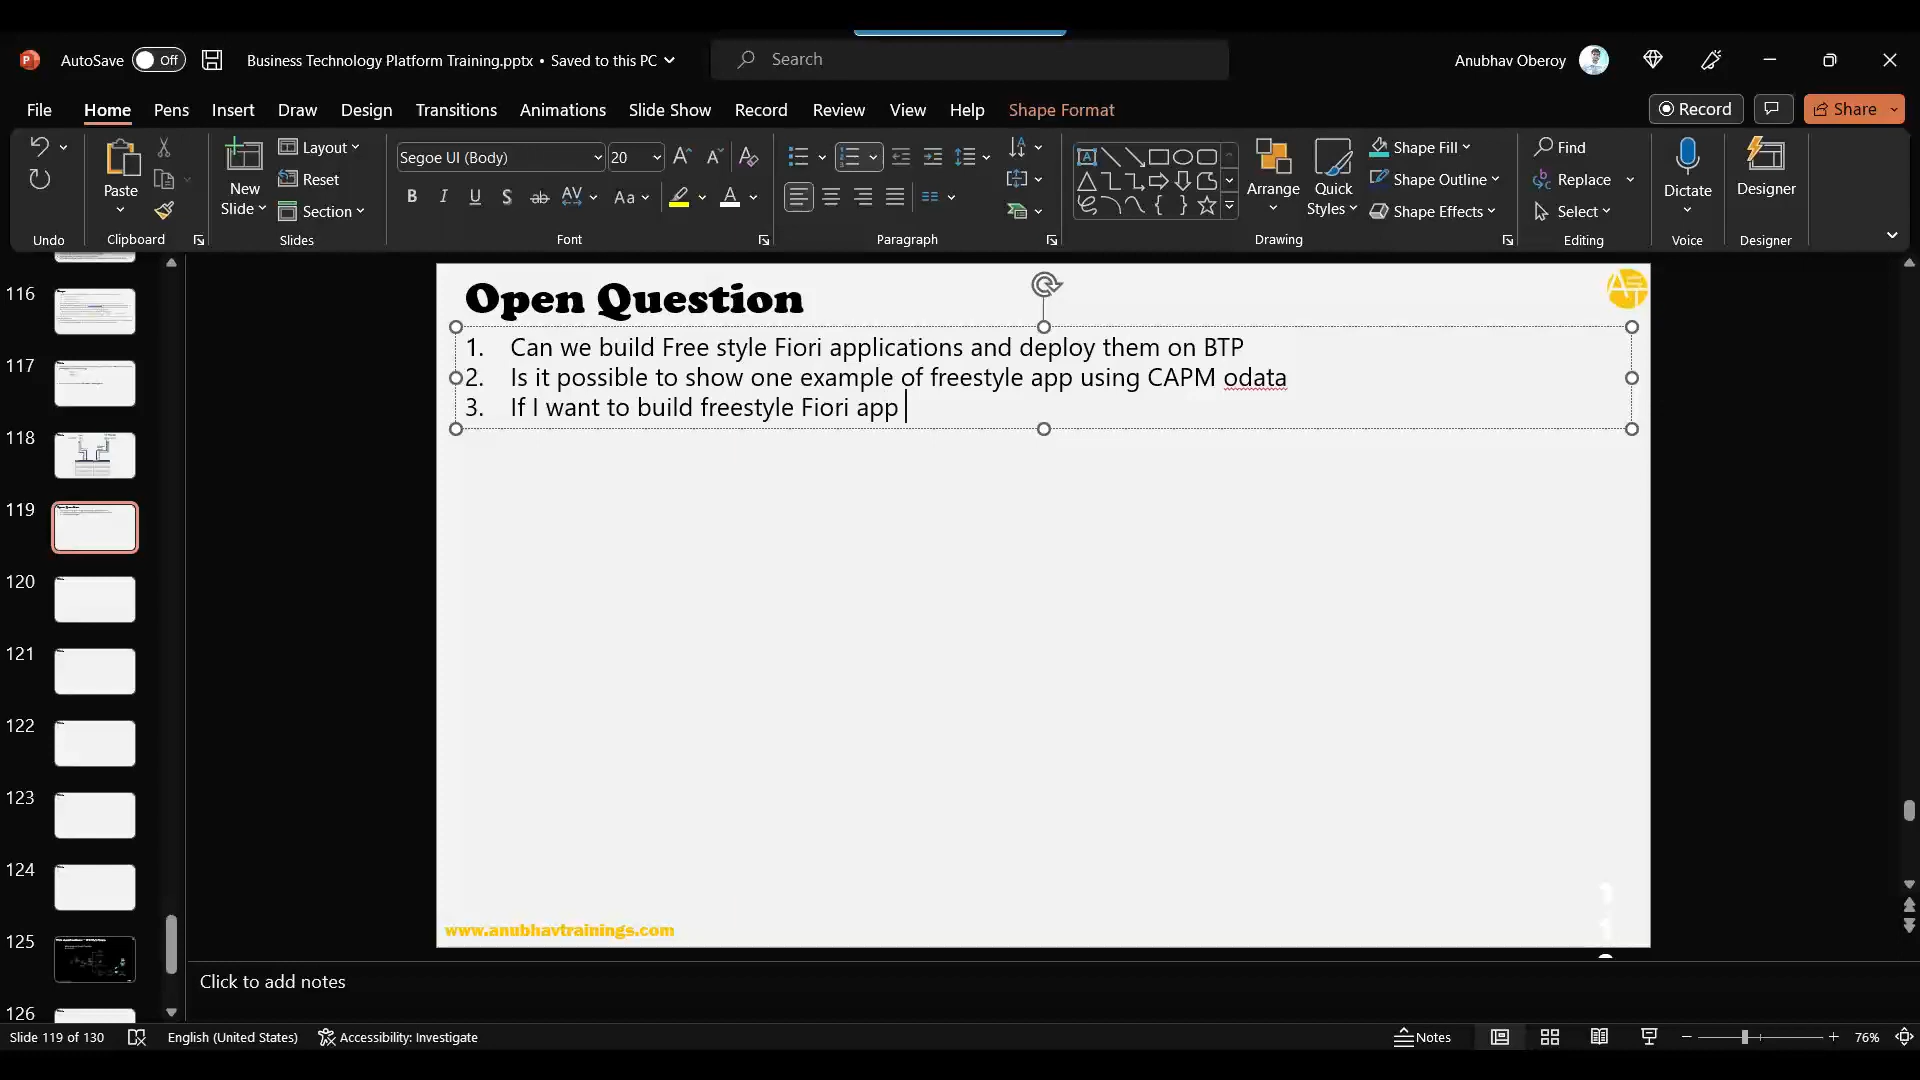 AutoSave Off Business Technology Platform Training.pptx • Saved to this PC Search Anubhav Oberoy
File Home Pens Insert Draw Design Transitions Animations Slide Show Record Review View Help Shape Format Record Share
Undo
Paste
Clipboard
New Slide
Layout
Reset
Section
Slides
Segoe UI (Body) 20
Font
Paragraph
Arrange
Quick Styles
Shape Fill
Shape Outline
Shape Effects
Drawing
Find
Replace
Select
Editing
Dictate
Voice
Designer
Designer
116
117
118
119
120
121
122
123
124
125
126
Open Question
1. Can we build Free style Fiori applications and deploy them on BTP
2. Is it possible to show one example of freestyle app using CAPM odata
3. If I want to build freestyle Fiori app
www.anubhavtrainings.com
Click to add notes
Slide 119 of 130 English (United States) Accessibility: Investigate Notes 76%